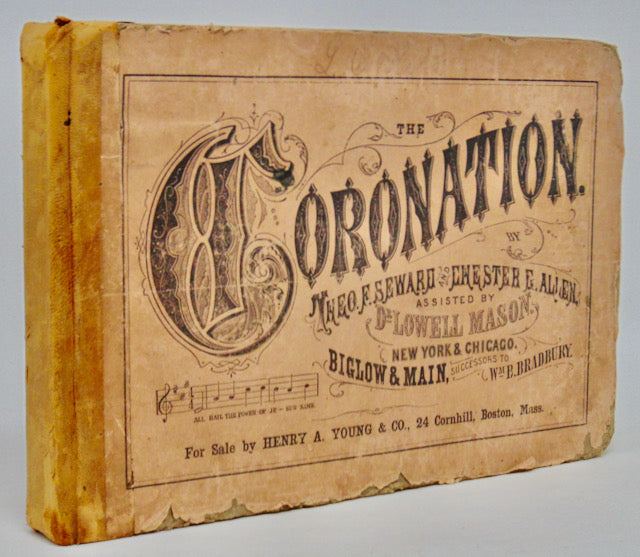 THE
CORONATION.
BY
THEO. F. SEWARD AND CHESTER G. ALLEN,
ASSISTED BY
DR LOWELL MASON.
NEW YORK & CHICAGO.
BIGLOW & MAIN, SUCCESSORS TO WM B. BRADBURY.
ALL HAIL THE POWER OF JE - SUS' NAME
For Sale by HENRY A. YOUNG & CO., 24 Cornhill, Boston, Mass.